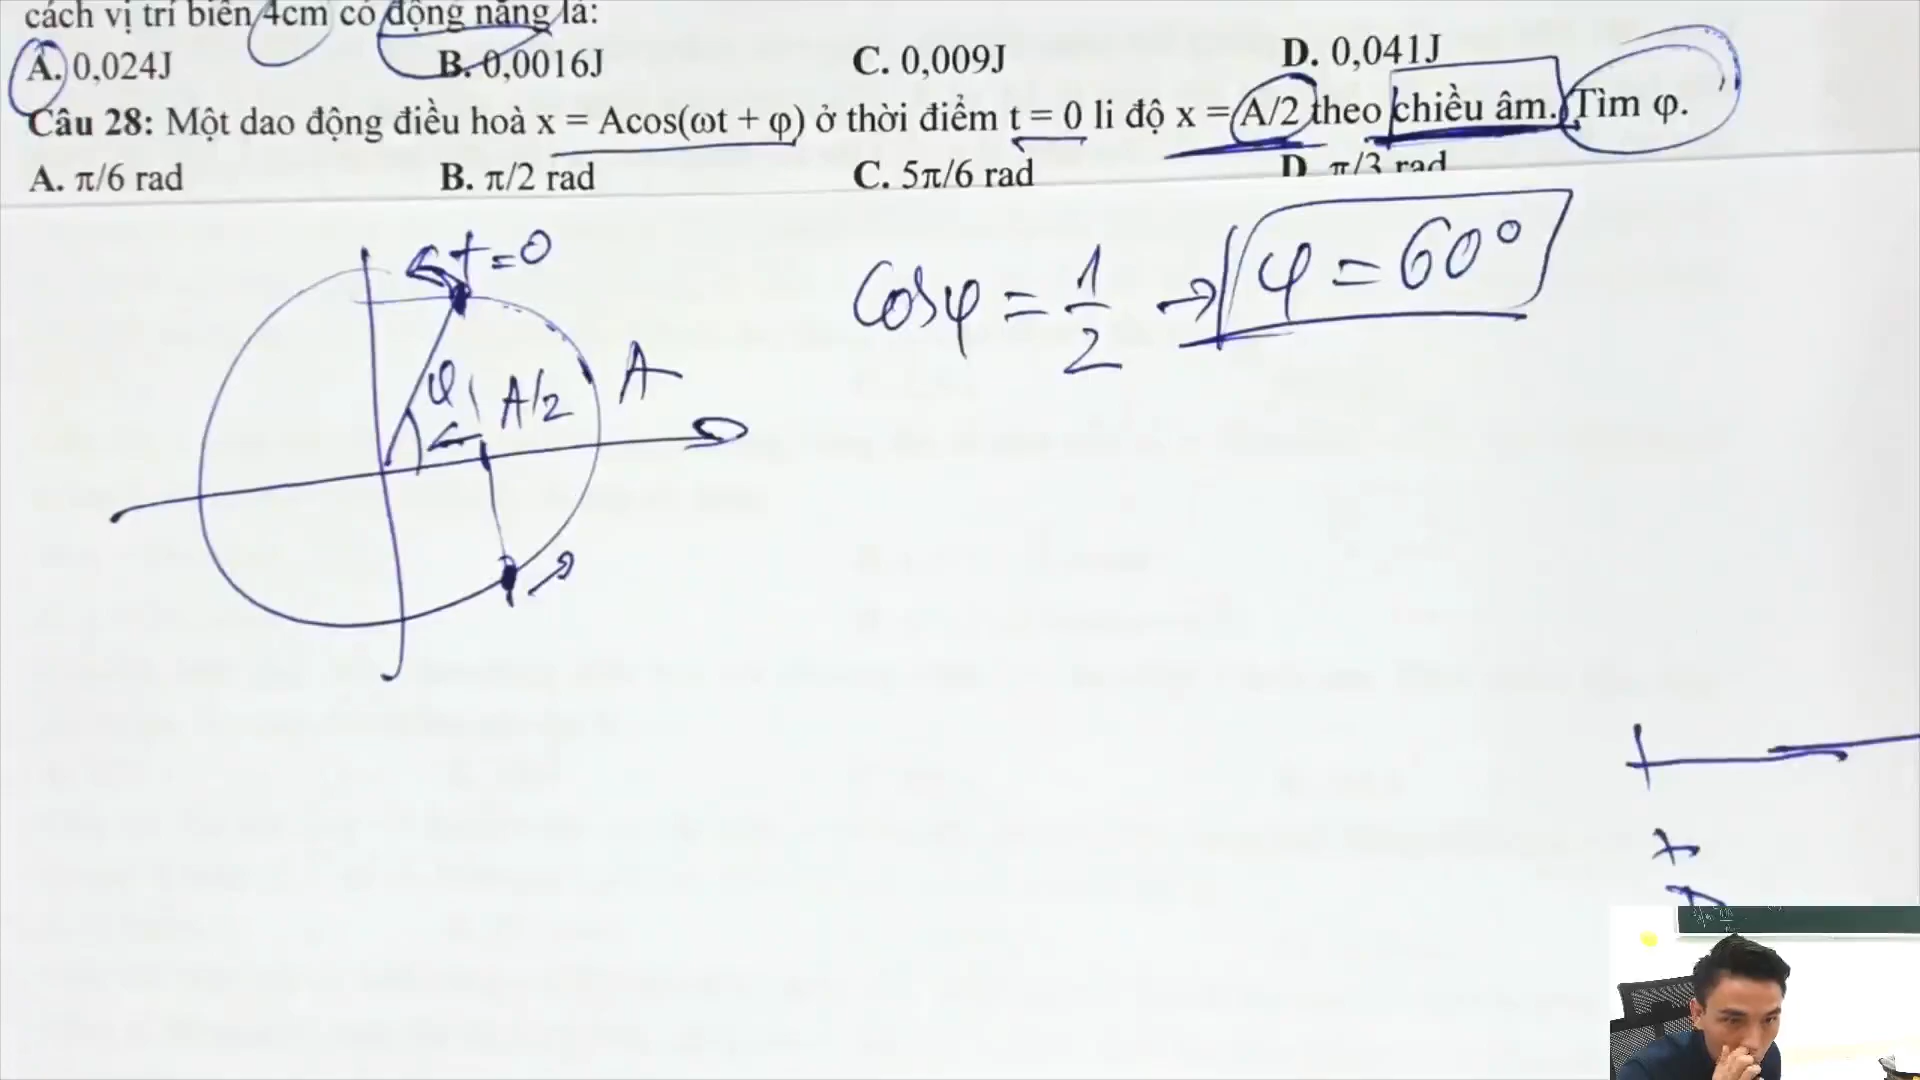 cách vị trí biên 4cm có động năng là:
A. 0,024J B. 0,0016J C. 0,009J D. 0,041J
Câu 28: Một dao động điều hoà x = Acos(ωt + φ) ở thời điểm t = 0 li độ x = A/2 theo chiều âm. Tìm φ.
A. π/6 rad B. π/2 rad C. 5π/6 rad D. π/3 rad
t = 0
cosφ = 1/2 → φ = 60°
φ A/2 A